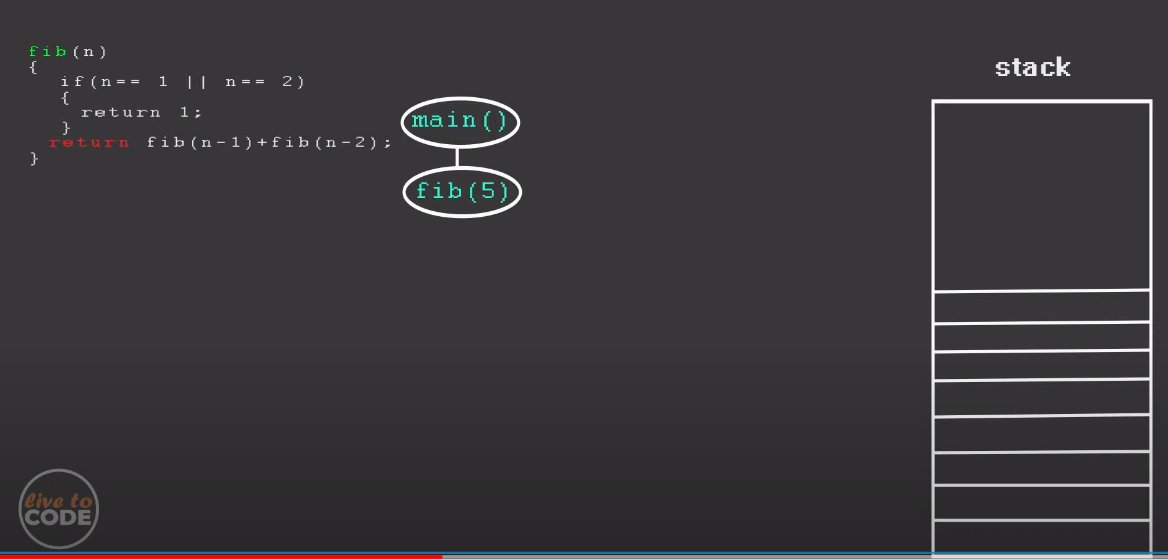 fib(n)
{
if(n== 1 || n== 2)
{
return 1;
}
return fib(n-1)+fib(n-2);
}
main()
fib(5)
stack
live to
CODE